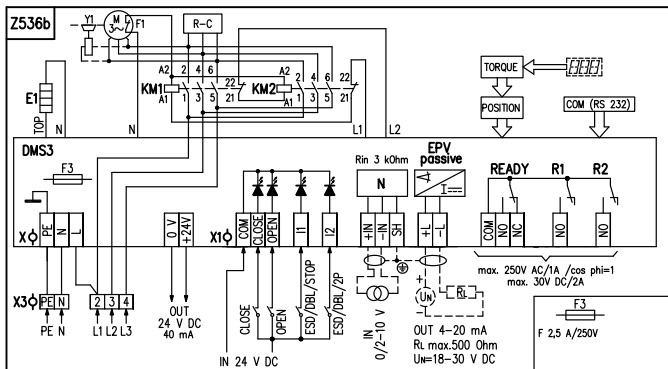 Z536b
Y1
M
3~
F1
R-C
TORQUE
POSITION
COM (RS 232)
E1
TOP
N
N
A2
2 4 6
22
KM1
A1
1 3 5
21
KM2
A2
2 4 6
22
A1
1 3 5
21
L1
L2
DMS3
F3
Rin 3 kOhm
N
EPV
passive
I
READY
R1
R2
X
PE
N
L
0 V
+24V
X1
COM
CLOSE
OPEN
I1
I2
+IN
-IN
SH
+L
-L
COM
NO
NC
NO
NO
X3
PE
N
2
3
4
PE N
L1 L2 L3
OUT
24 V DC
40 mA
CLOSE
OPEN
ESD/DBL/STOP
ESD/DBL/2P
IN 24 V DC
IN
0/2-10 V
+
UN
-
RL
OUT 4-20 mA
RL max.500 Ohm
UN=18-30 V DC
max. 250V AC/1A /cos phi=1
max. 30V DC/2A
F3
F 2,5 A/250V